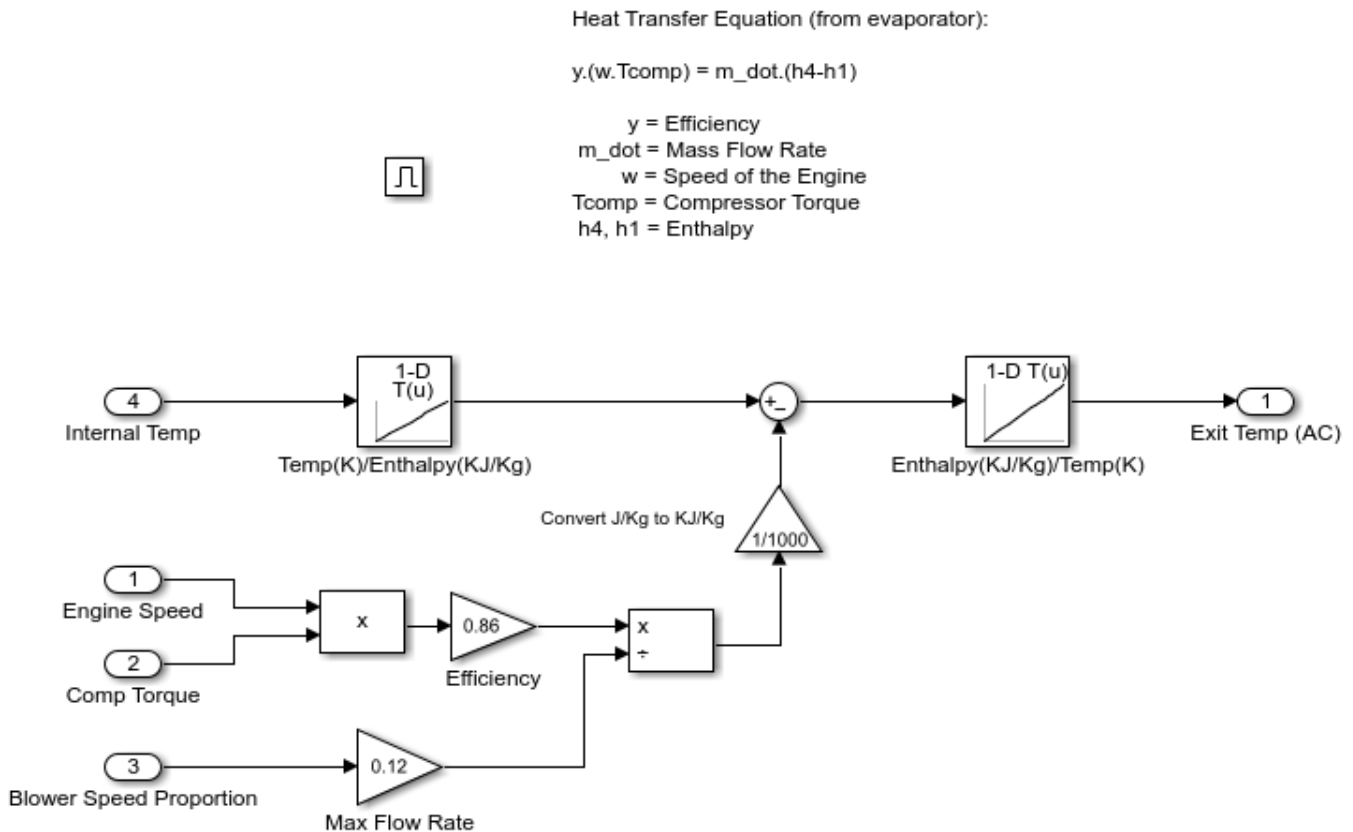 Heat Transfer Equation (from evaporator):
y.(w.Tcomp) = m_dot.(h4-h1)
y = Efficiency
m_dot = Mass Flow Rate
w = Speed of the Engine
Tcomp = Compressor Torque
h4, h1 = Enthalpy
4
Internal Temp
1-D
T(u)
Temp(K)/Enthalpy(KJ/Kg)
+
−
1-D T(u)
Enthalpy(KJ/Kg)/Temp(K)
1
Exit Temp (AC)
Convert J/Kg to KJ/Kg
1/1000
1
Engine Speed
2
Comp Torque
x
0.86
Efficiency
x
÷
3
Blower Speed Proportion
0.12
Max Flow Rate